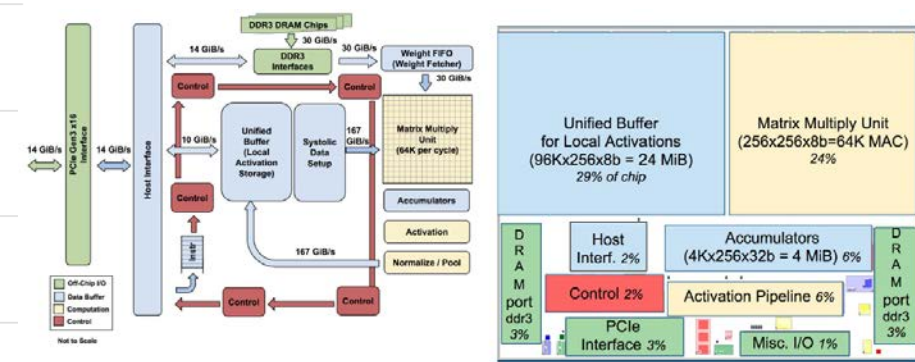 DDR3 DRAM Chips
30 GiB/s
14 GiB/s
DDR3
Interfaces
30 GiB/s
Weight FIFO
(Weight Fetcher)
30 GiB/s
Control
Control
14 GiB/s
PCIe Gen3 x16
Interface
14 GiB/s
Host Interface
10 GiB/s
Unified
Buffer
(Local
Activation
Storage)
Systolic
Data
Setup
167
GiB/s
Matrix Multiply
Unit
(64K per cycle)
Control
Accumulators
Activation
Instr
167 GiB/s
Normalize / Pool
Control
Control
Off-Chip I/O
Data Buffer
Computation
Control
Not to Scale
Unified Buffer
for Local Activations
(96Kx256x8b = 24 MiB)
29% of chip
Matrix Multiply Unit
(256x256x8b=64K MAC)
24%
D
R
A
M
port
ddr3
3%
Host
Interf. 2%
Accumulators
(4Kx256x32b = 4 MiB) 6%
D
R
A
M
port
ddr3
3%
Control 2%
Activation Pipeline 6%
PCIe
Interface 3%
Misc. I/O 1%